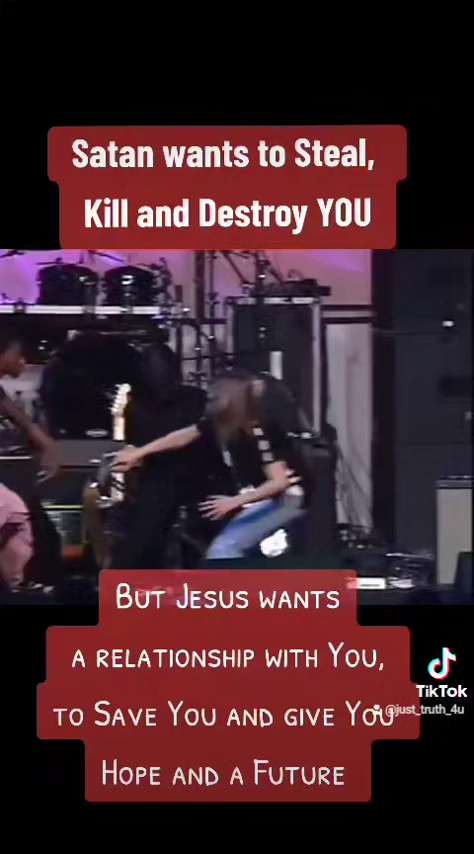 Satan wants to Steal,
Kill and Destroy YOU
But Jesus wants
a relationship with You,
to Save You and give You
Hope and a Future
TikTok
@just_truth_4u